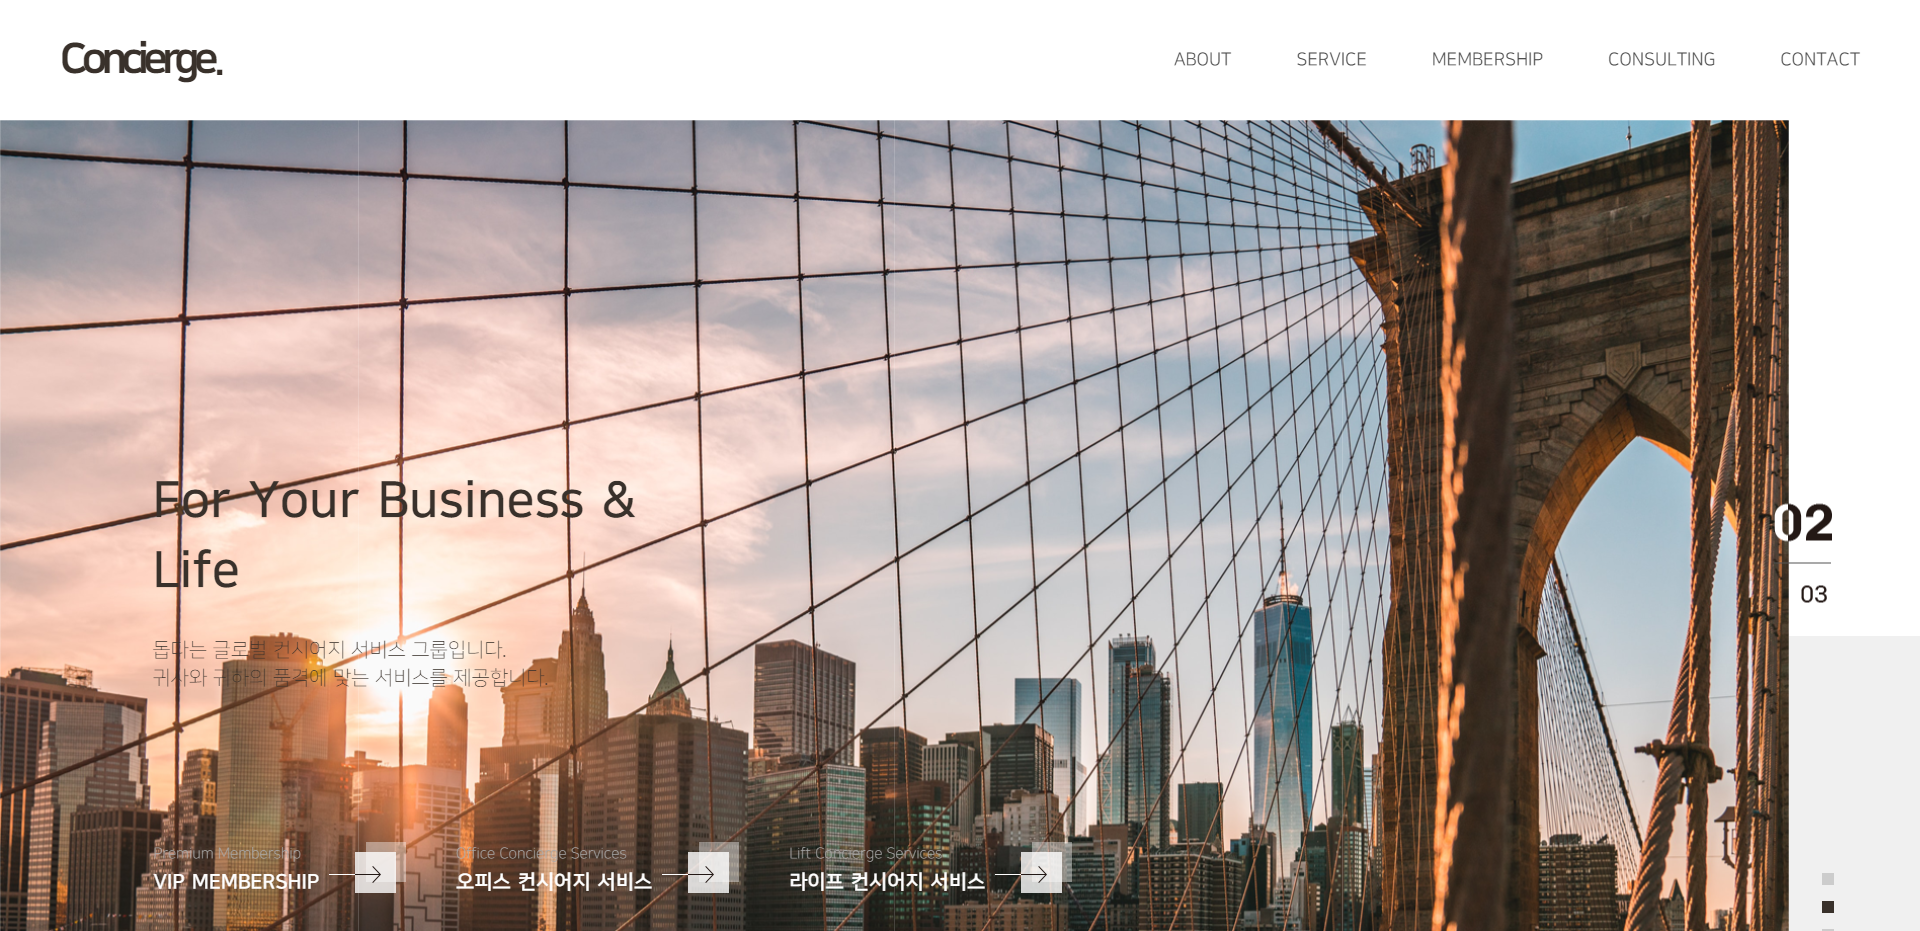 Concierge.
ABOUT SERVICE MEMBERSHIP CONSULTING CONTACT
For Your Business &
Life
돕다는 글로벌 컨시어지 서비스 그룹입니다.
귀사와 귀하의 품격에 맞는 서비스를 제공합니다.
02
03
Premium Membership
VIP MEMBERSHIP
Office Concierge Services
오피스 컨시어지 서비스
Lift Concierge Services
라이프 컨시어지 서비스